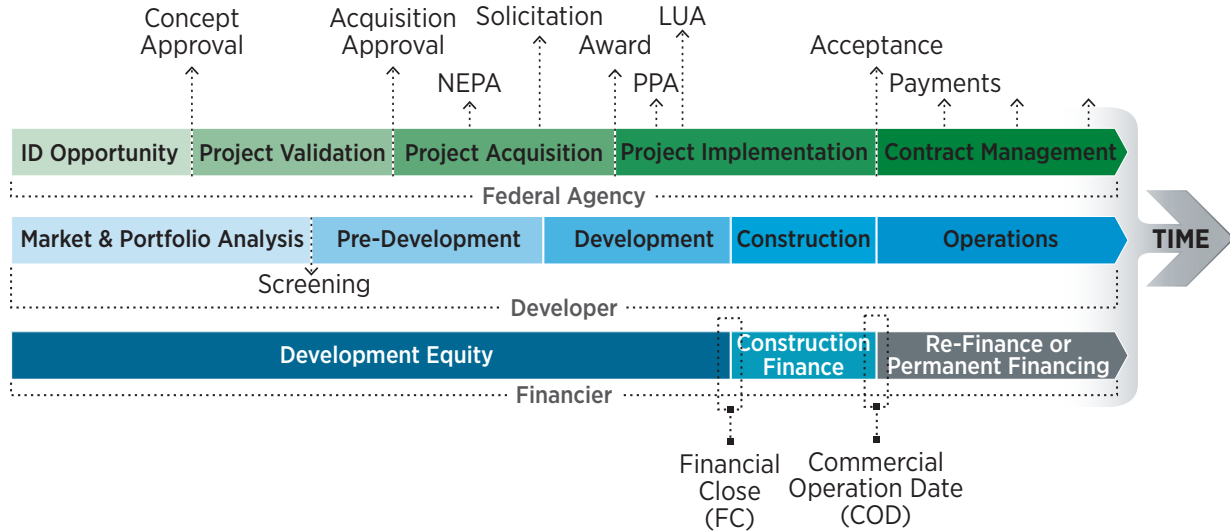 Concept
Approval
Acquisition
Approval
NEPA
Solicitation
Award
PPA
LUA
Acceptance
Payments
ID Opportunity
Project Validation
Project Acquisition
Project Implementation
Contract Management
Federal Agency
Market & Portfolio Analysis
Pre-Development
Development
Construction
Operations
TIME
Screening
Developer
Development Equity
Construction
Finance
Re-Finance or
Permanent Financing
Financier
Financial
Close
(FC)
Commercial
Operation Date
(COD)